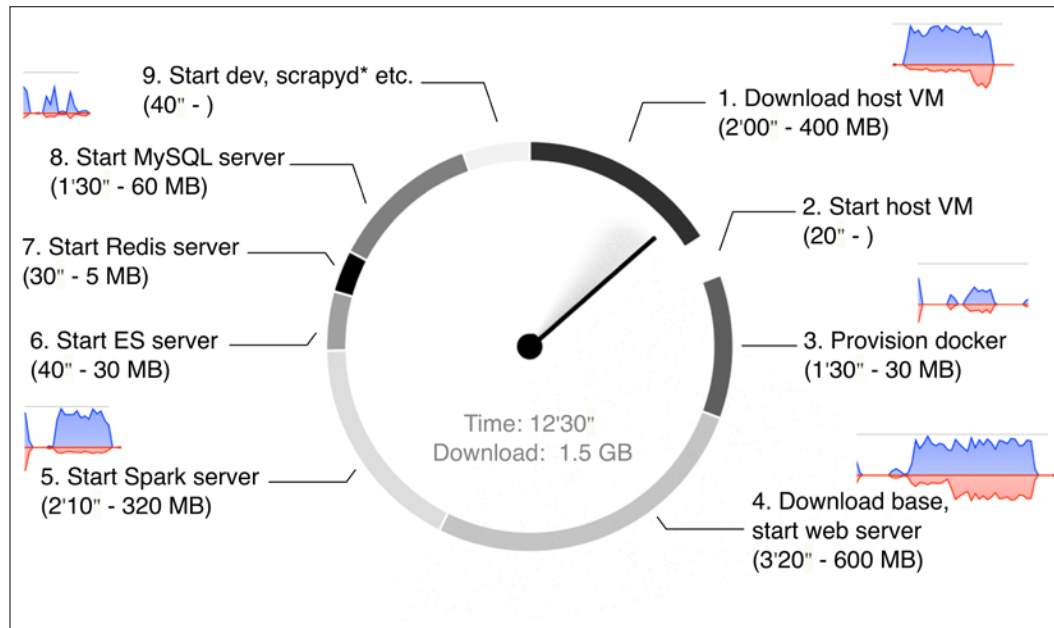 1. Download host VM
(2'00" - 400 MB)
2. Start host VM
(20" - )
3. Provision docker
(1'30" - 30 MB)
4. Download base,
start web server
(3'20" - 600 MB)
5. Start Spark server
(2'10" - 320 MB)
6. Start ES server
(40" - 30 MB)
7. Start Redis server
(30" - 5 MB)
8. Start MySQL server
(1'30" - 60 MB)
9. Start dev, scrapyd* etc.
(40" - )
Time: 12'30"
Download: 1.5 GB